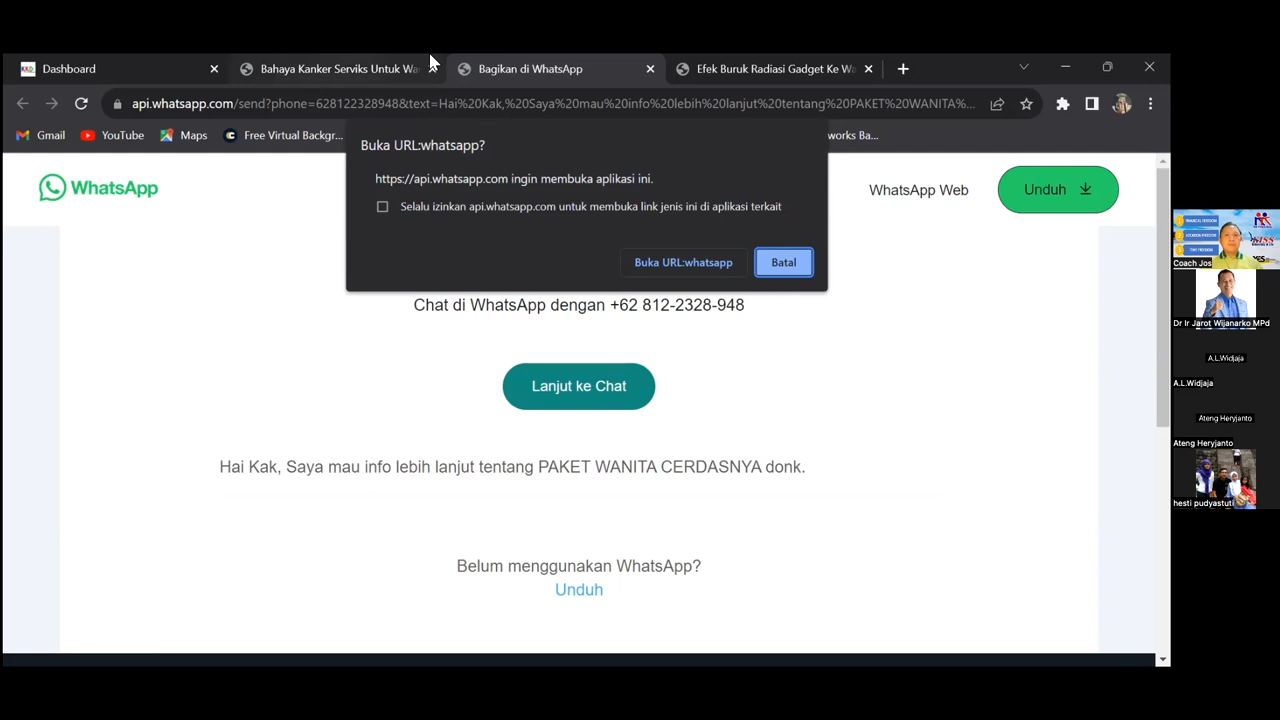 Dashboard
Bahaya Kanker Serviks Untuk Wa
Bagikan di WhatsApp
Efek Buruk Radiasi Gadget Ke Wa
api.whatsapp.com/send?phone=628122328948&text=Hai%20Kak,%20Saya%20mau%20info%20lebih%20lanjut%20tentang%20PAKET%20WANITA%...
Gmail
YouTube
Maps
Free Virtual Backgr...
works Ba...
Buka URL:whatsapp?
https://api.whatsapp.com ingin membuka aplikasi ini.
Selalu izinkan api.whatsapp.com untuk membuka link jenis ini di aplikasi terkait
Buka URL:whatsapp
Batal
WhatsApp
WhatsApp Web
Unduh
Chat di WhatsApp dengan +62 812-2328-948
Lanjut ke Chat
Hai Kak, Saya mau info lebih lanjut tentang PAKET WANITA CERDASNYA donk.
Belum menggunakan WhatsApp?
Unduh
Coach Jos
Dr Ir Jarot Wijanarko MPd
A.L.Widjaja
A.L.Widjaja
Ateng Heryjanto
Ateng Heryjanto
hesti pudyastuti